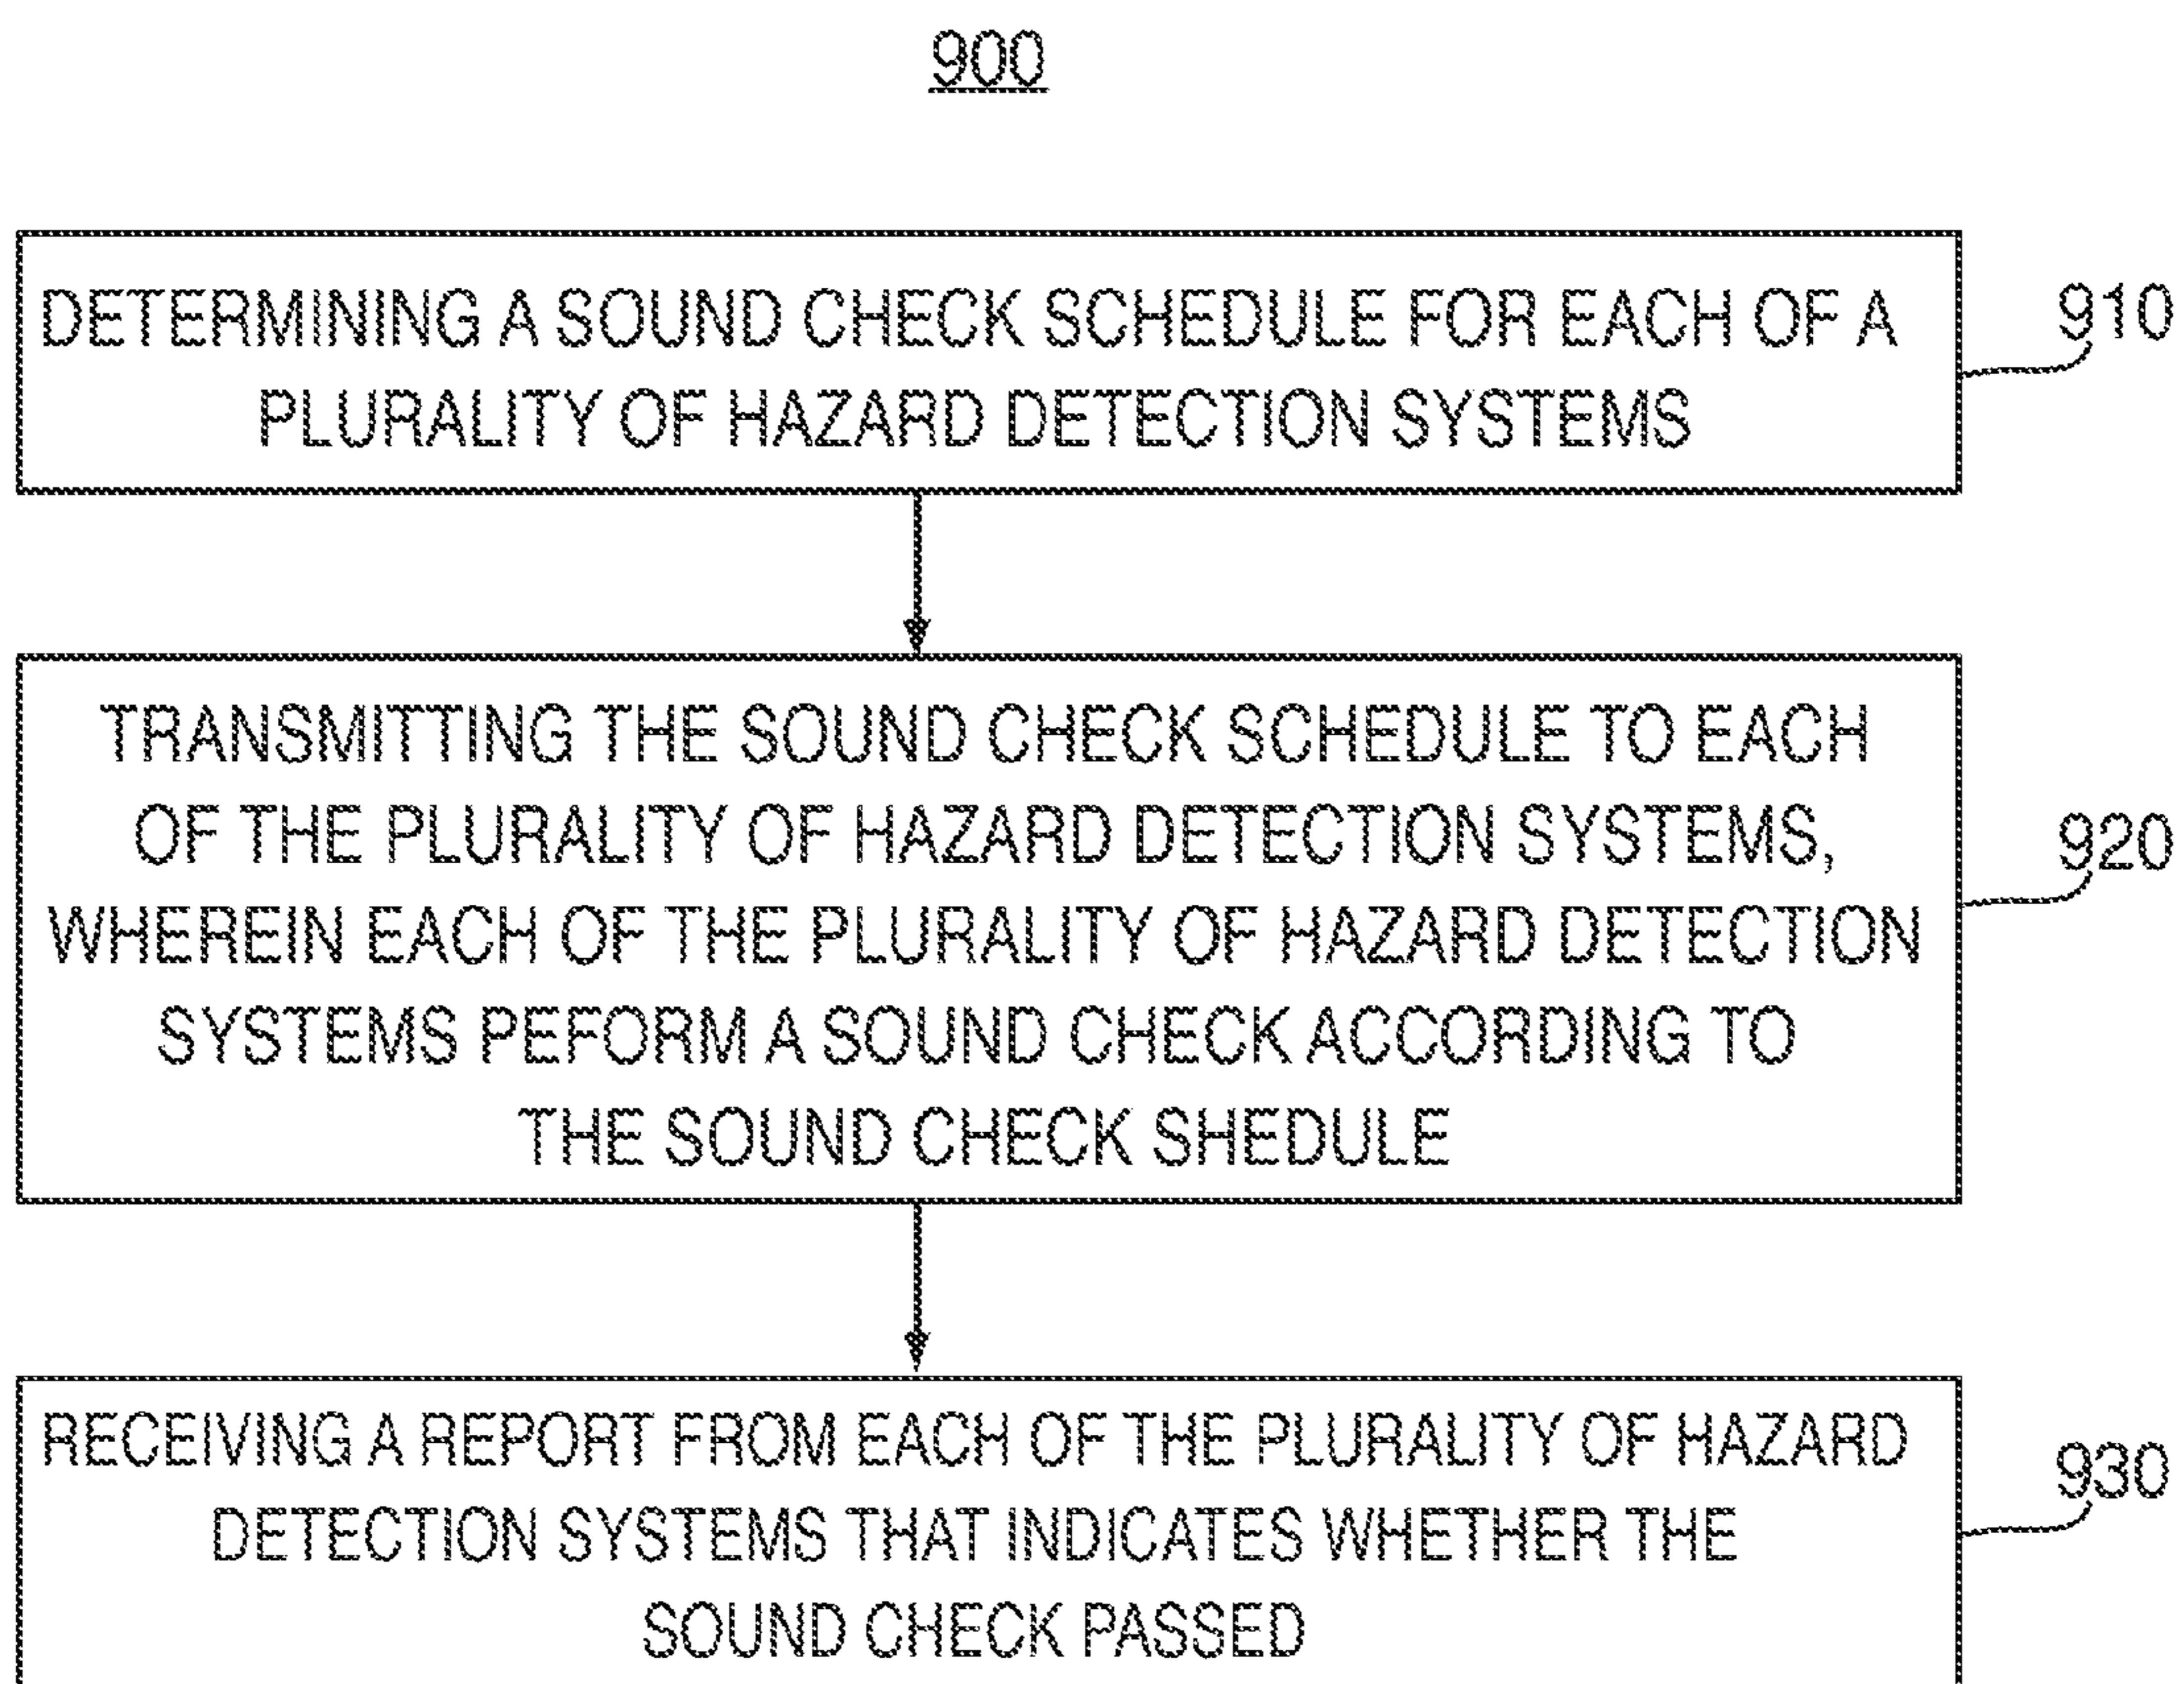 900
DETERMINING A SOUND CHECK SCHEDULE FOR EACH OF A
PLURALITY OF HAZARD DETECTION SYSTEMS
910
TRANSMITTING THE SOUND CHECK SCHEDULE TO EACH
OF THE PLURALITY OF HAZARD DETECTION SYSTEMS,
WHEREIN EACH OF THE PLURALITY OF HAZARD DETECTION
SYSTEMS PEFORM A SOUND CHECK ACCORDING TO
THE SOUND CHECK SHEDULE
920
RECEIVING A REPORT FROM EACH OF THE PLURALITY OF HAZARD
DETECTION SYSTEMS THAT INDICATES WHETHER THE
SOUND CHECK PASSED
930